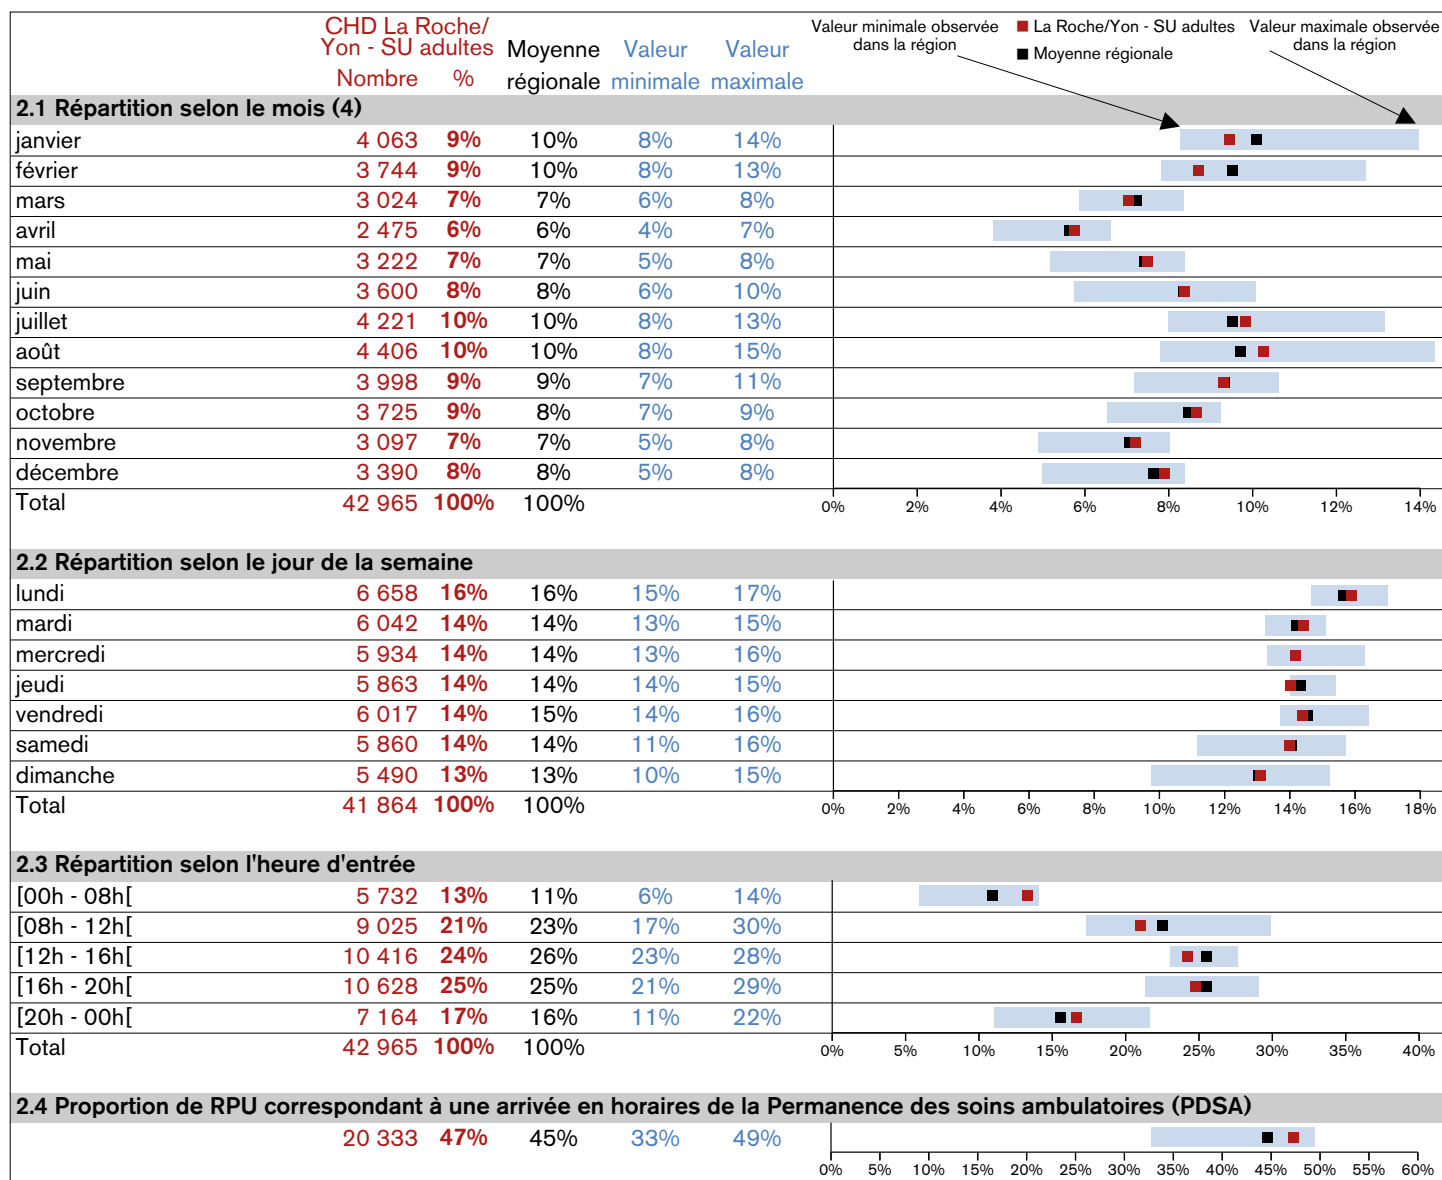 CHD La Roche/
Yon - SU adultes Moyenne Valeur Valeur
Nombre % régionale minimale maximale
Valeur minimale observée
dans la région
La Roche/Yon - SU adultes
Moyenne régionale
Valeur maximale observée
dans la région
2.1 Répartition selon le mois (4)
janvier 4 063 9% 10% 8% 14%
février 3 744 9% 10% 8% 13%
mars 3 024 7% 7% 6% 8%
avril 2 475 6% 6% 4% 7%
mai 3 222 7% 7% 5% 8%
juin 3 600 8% 8% 6% 10%
juillet 4 221 10% 10% 8% 13%
août 4 406 10% 10% 8% 15%
septembre 3 998 9% 9% 7% 11%
octobre 3 725 9% 8% 7% 9%
novembre 3 097 7% 7% 5% 8%
décembre 3 390 8% 8% 5% 8%
Total 42 965 100% 100%
0% 2% 4% 6% 8% 10% 12% 14%
2.2 Répartition selon le jour de la semaine
lundi 6 658 16% 16% 15% 17%
mardi 6 042 14% 14% 13% 15%
mercredi 5 934 14% 14% 13% 16%
jeudi 5 863 14% 14% 14% 15%
vendredi 6 017 14% 15% 14% 16%
samedi 5 860 14% 14% 11% 16%
dimanche 5 490 13% 13% 10% 15%
Total 41 864 100% 100%
0% 2% 4% 6% 8% 10% 12% 14% 16% 18%
2.3 Répartition selon l'heure d'entrée
[00h - 08h[ 5 732 13% 11% 6% 14%
[08h - 12h[ 9 025 21% 23% 17% 30%
[12h - 16h[ 10 416 24% 26% 23% 28%
[16h - 20h[ 10 628 25% 25% 21% 29%
[20h - 00h[ 7 164 17% 16% 11% 22%
Total 42 965 100% 100%
0% 5% 10% 15% 20% 25% 30% 35% 40%
2.4 Proportion de RPU correspondant à une arrivée en horaires de la Permanence des soins ambulatoires (PDSA)
20 333 47% 45% 33% 49%
0% 5% 10% 15% 20% 25% 30% 35% 40% 45% 50% 55% 60%